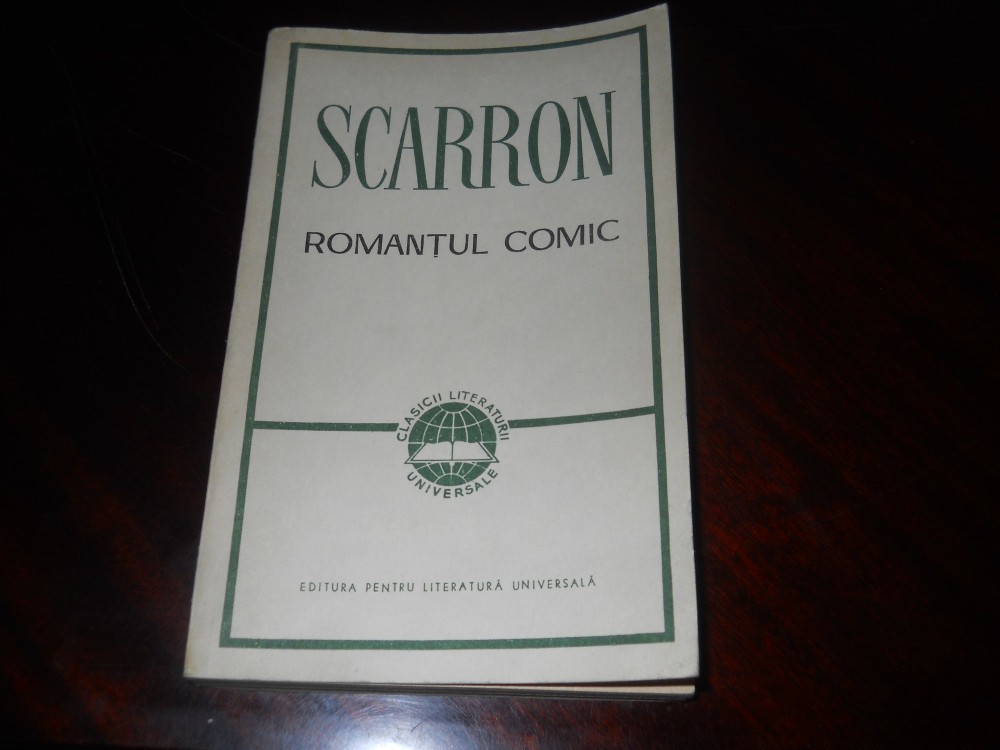 SCARRON
ROMANȚUL COMIC
CLASICII LITERATURII
UNIVERSALE
EDITURA PENTRU LITERATURĂ UNIVERSALĂ